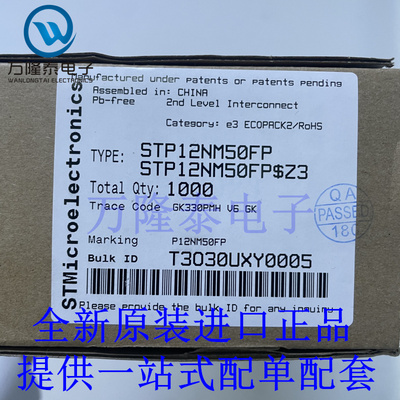 万隆泰电子
WANLONGTAI ELECTRONICS
Manufactured under patents or patents pending
Assembled in: CHINA
Pb-free 2nd Level Interconnect
Category: e3 ECOPACK2/RoHS
STMicroelectronics
TYPE: STP12NM50FP
STP12NM50FP$Z3
Total Qty: 1000
Trace Code GK330PMH V6 GK
Marking P12NM50FP
Bulk ID T3O30UXY0005
Please provide the bulk ID for any inquiry
QA
PASSED
180
万隆泰电子
全新原装进口正品
提供一站式配单配套